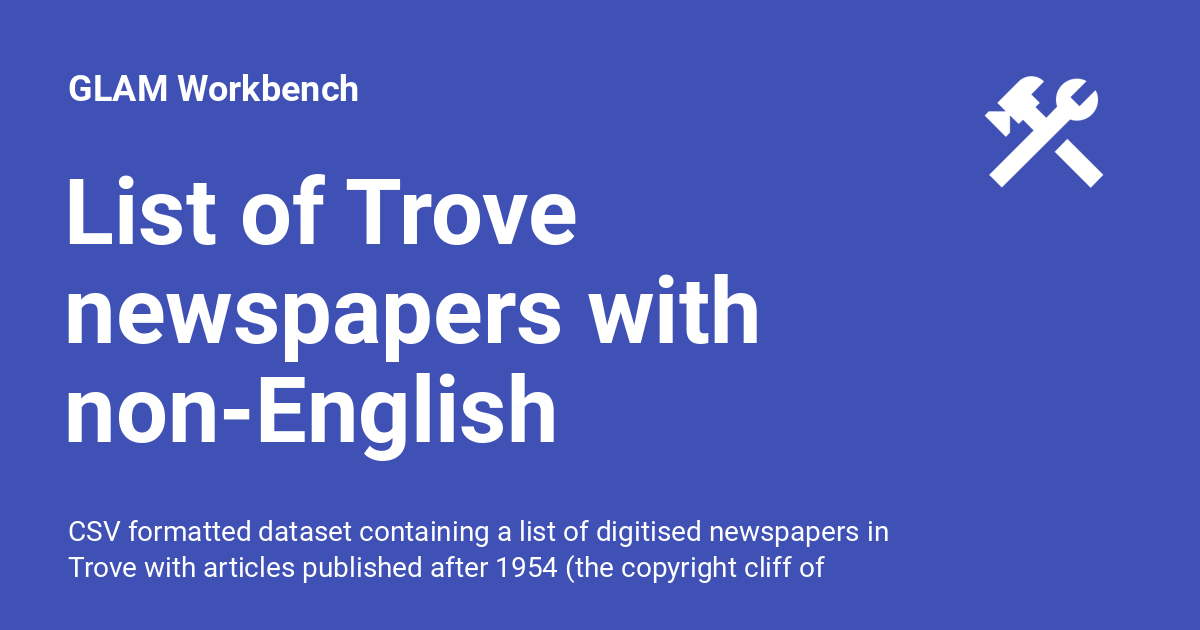 GLAM Workbench
List of Trove
newspapers with
non-English
CSV formatted dataset containing a list of digitised newspapers in
Trove with articles published after 1954 (the copyright cliff of